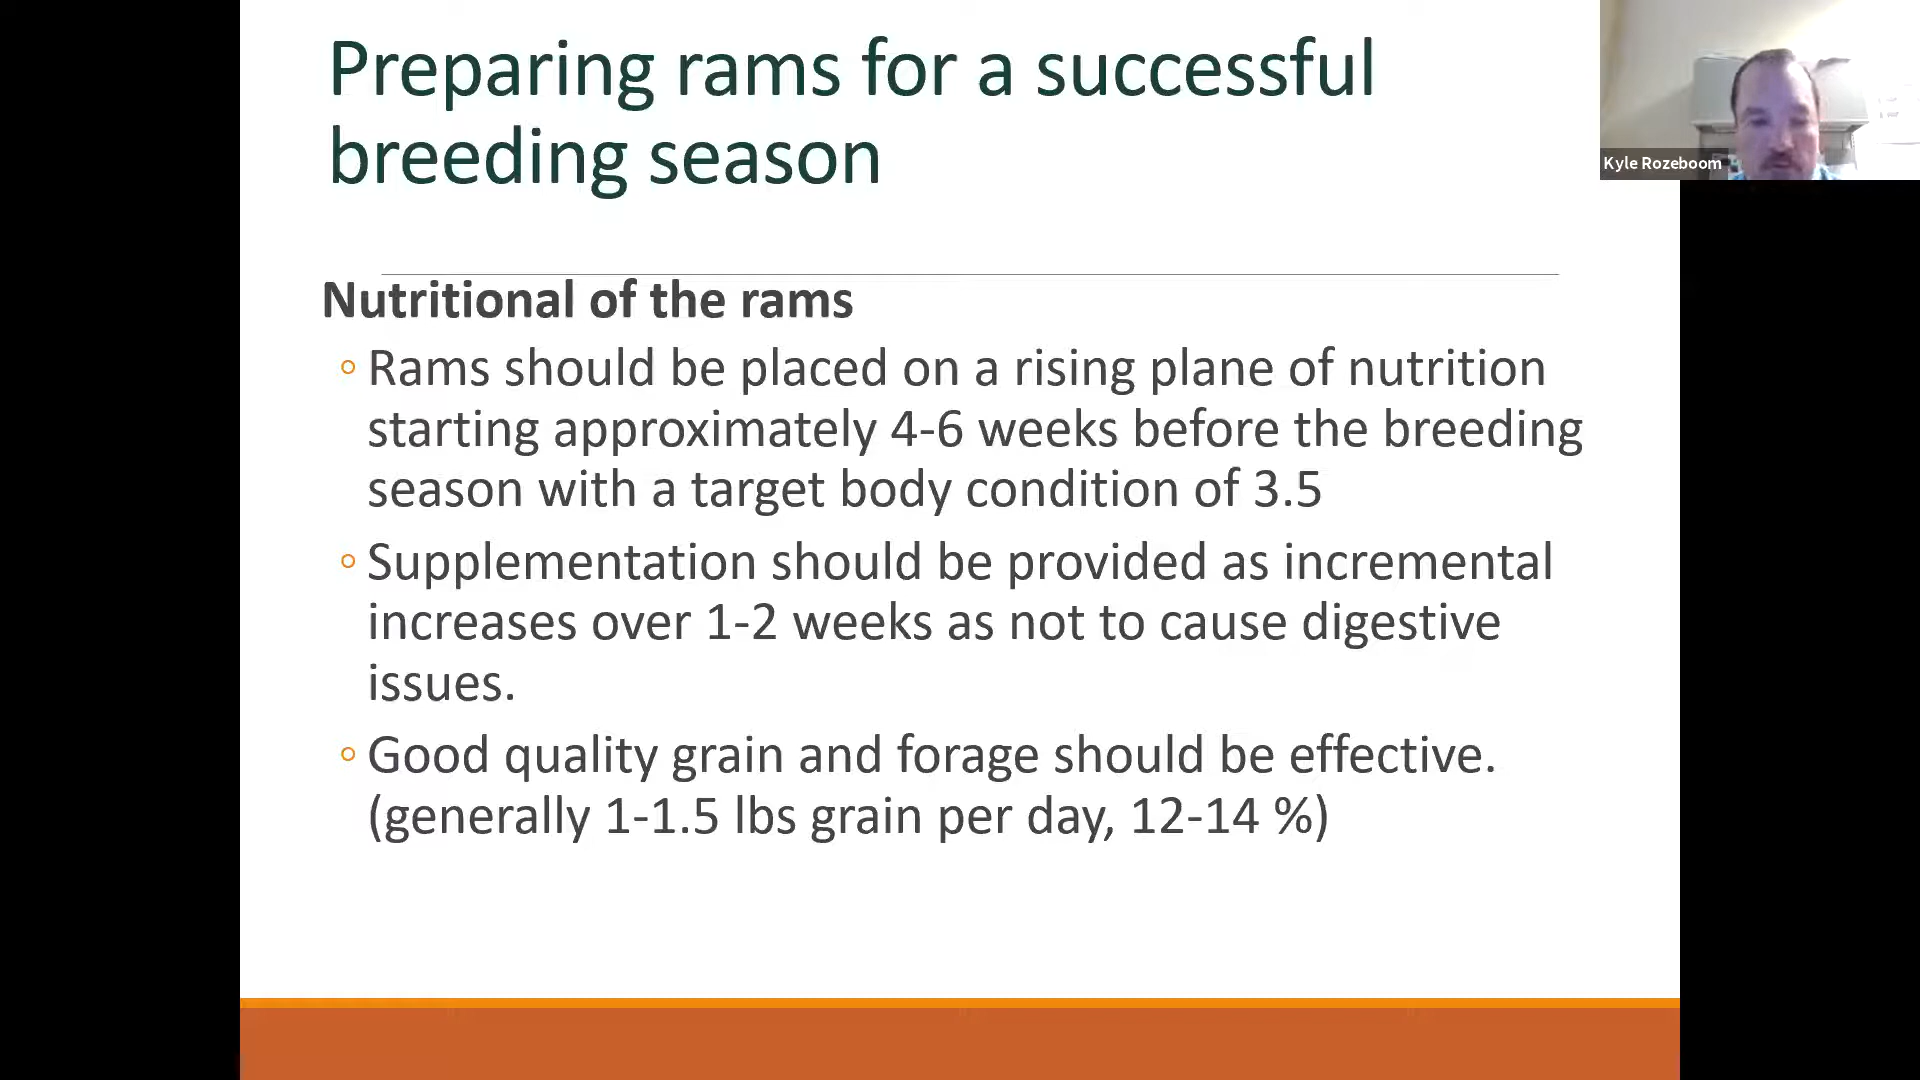 Preparing rams for a successful
breeding season
Kyle Rozeboom
Nutritional of the rams
◦ Rams should be placed on a rising plane of nutrition
starting approximately 4-6 weeks before the breeding
season with a target body condition of 3.5
◦ Supplementation should be provided as incremental
increases over 1-2 weeks as not to cause digestive
issues.
◦ Good quality grain and forage should be effective.
(generally 1-1.5 lbs grain per day, 12-14 %)